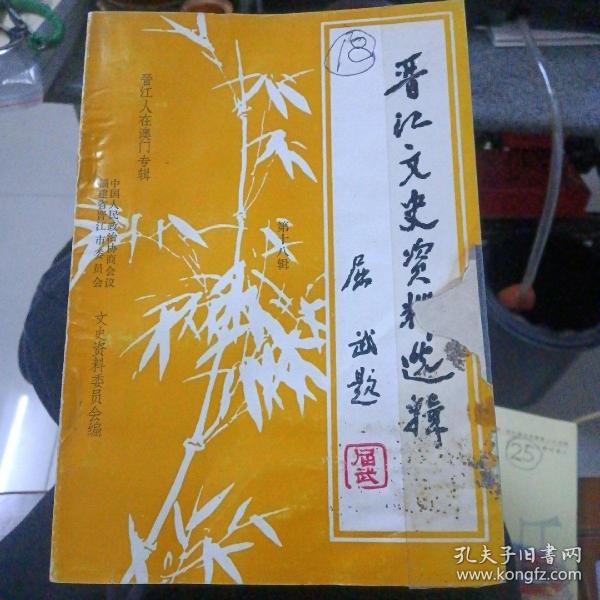 18
晋江文史资料选辑
屈武题
屈武
第十八辑
晋江人在澳门专辑
中国人民政治协商会议
福建省晋江市委员会
文史资料委员会编
25
孔夫子旧书网
www.kongfz.com